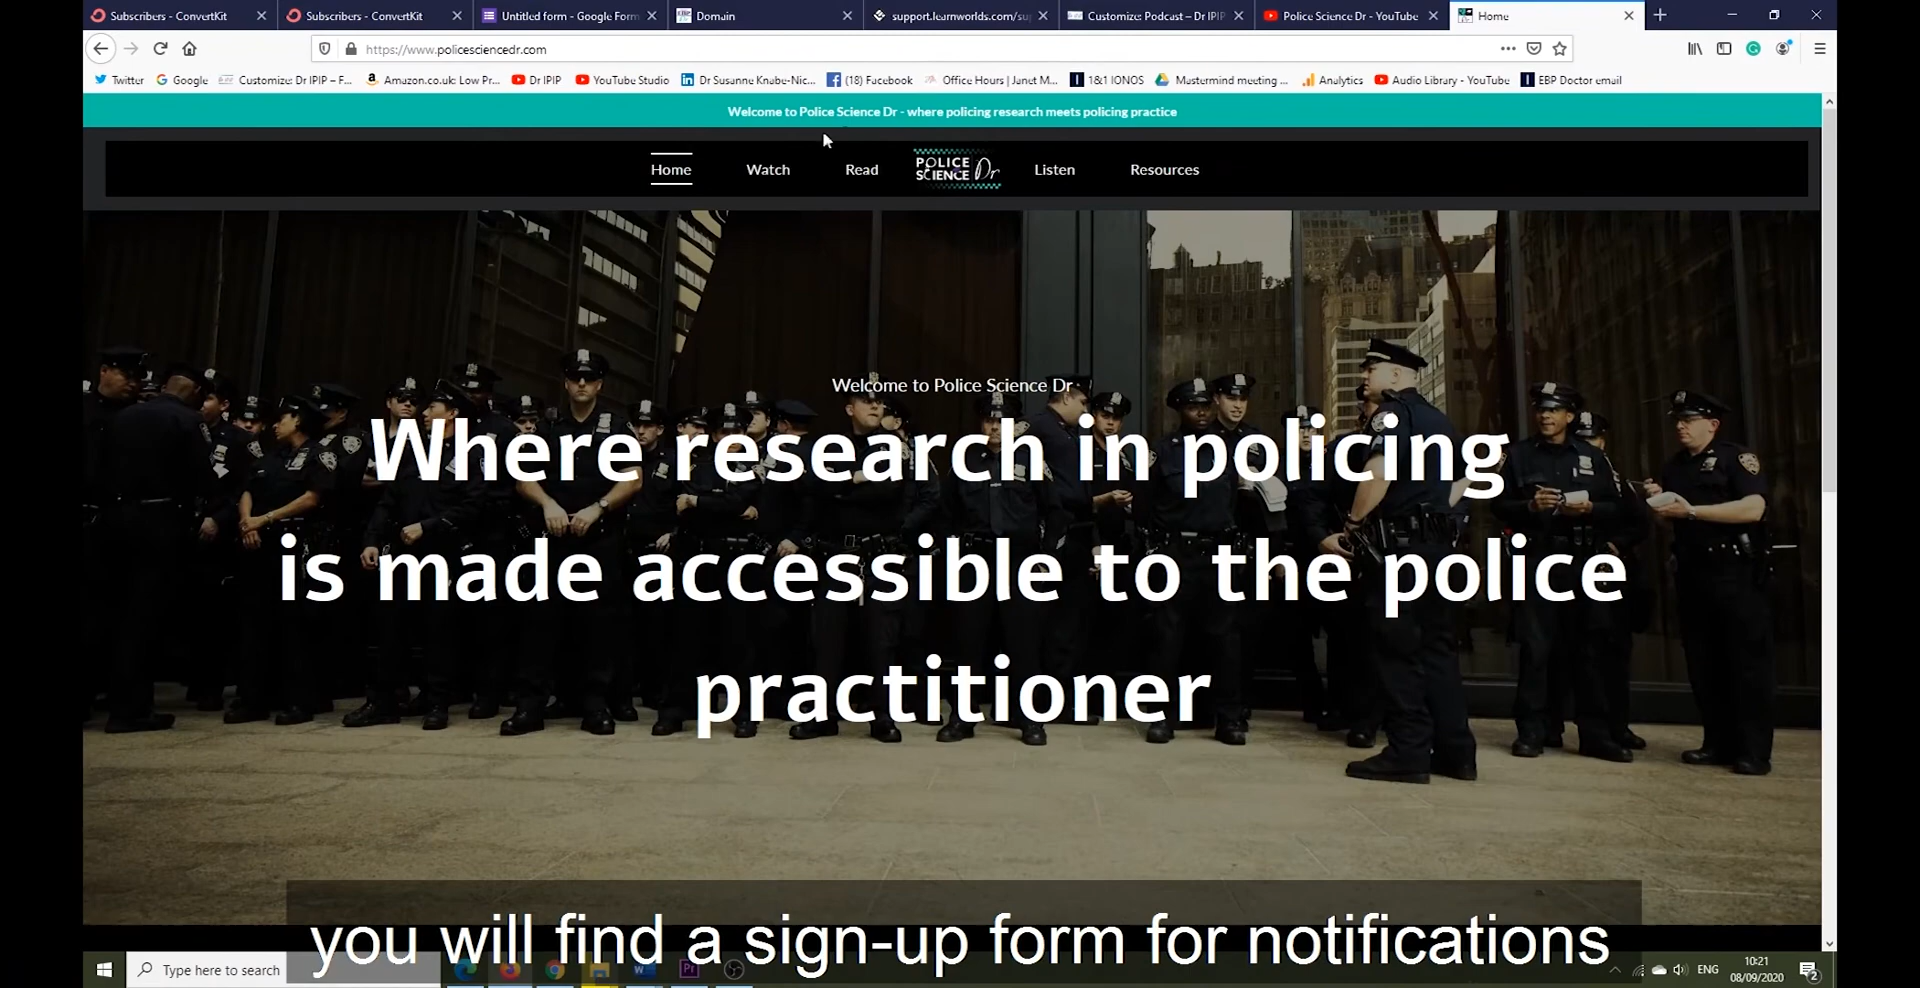 Subscribers - ConvertKit
Subscribers - ConvertKit
Untitled form - Google Form
Domain
support.learnworlds.com/su
Customize: Podcast – Dr IPIP
Police Science Dr - YouTube
Home
https://www.policesciencedr.com
Twitter
Google
Customize: Dr IPIP – F...
Amazon.co.uk: Low Pr...
Dr IPIP
YouTube Studio
Dr Susanne Knabe-Nic...
(18) Facebook
Office Hours | Janet M...
1&1 IONOS
Mastermind meeting ...
Analytics
Audio Library - YouTube
EBP Doctor email
Welcome to Police Science Dr - where policing research meets policing practice
Home
Watch
Read
POLICE
SCIENCE Dr
Listen
Resources
Welcome to Police Science Dr
Where research in policing
is made accessible to the police
practitioner
you will find a sign-up form for notifications
Type here to search
W
Pr
ENG
10:21
08/09/2020
2